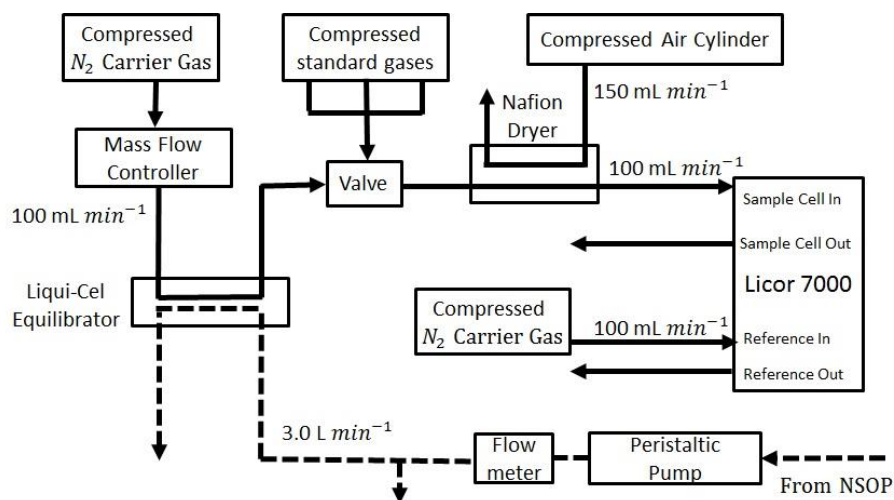 Compressed
N₂ Carrier Gas
Compressed
standard gases
Compressed Air Cylinder
Nafion
Dryer
150 mL min⁻¹
Mass Flow
Controller
Valve
100 mL min⁻¹
100 mL min⁻¹
Sample Cell In
Sample Cell Out
Licor 7000
Liqui-Cel
Equilibrator
Compressed
N₂ Carrier Gas
100 mL min⁻¹
Reference In
Reference Out
3.0 L min⁻¹
Flow
meter
Peristaltic
Pump
From NSOP